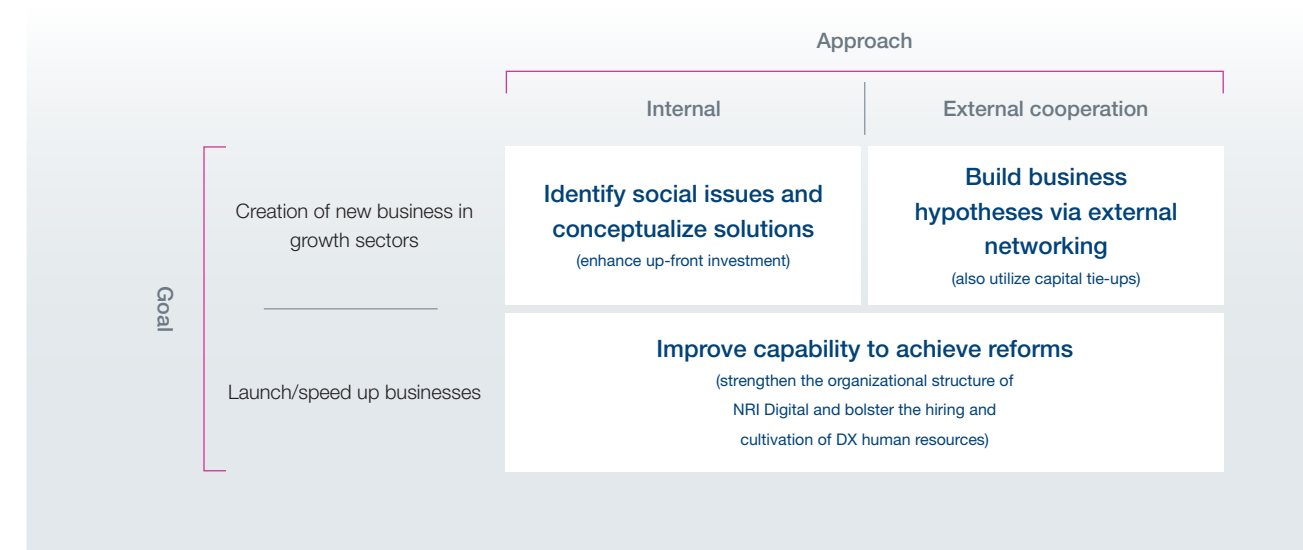 Approach
Internal
External cooperation
Goal
Creation of new business in
growth sectors
Identify social issues and
conceptualize solutions
(enhance up-front investment)
Build business
hypotheses via external
networking
(also utilize capital tie-ups)
Launch/speed up businesses
Improve capability to achieve reforms
(strengthen the organizational structure of
NRI Digital and bolster the hiring and
cultivation of DX human resources)